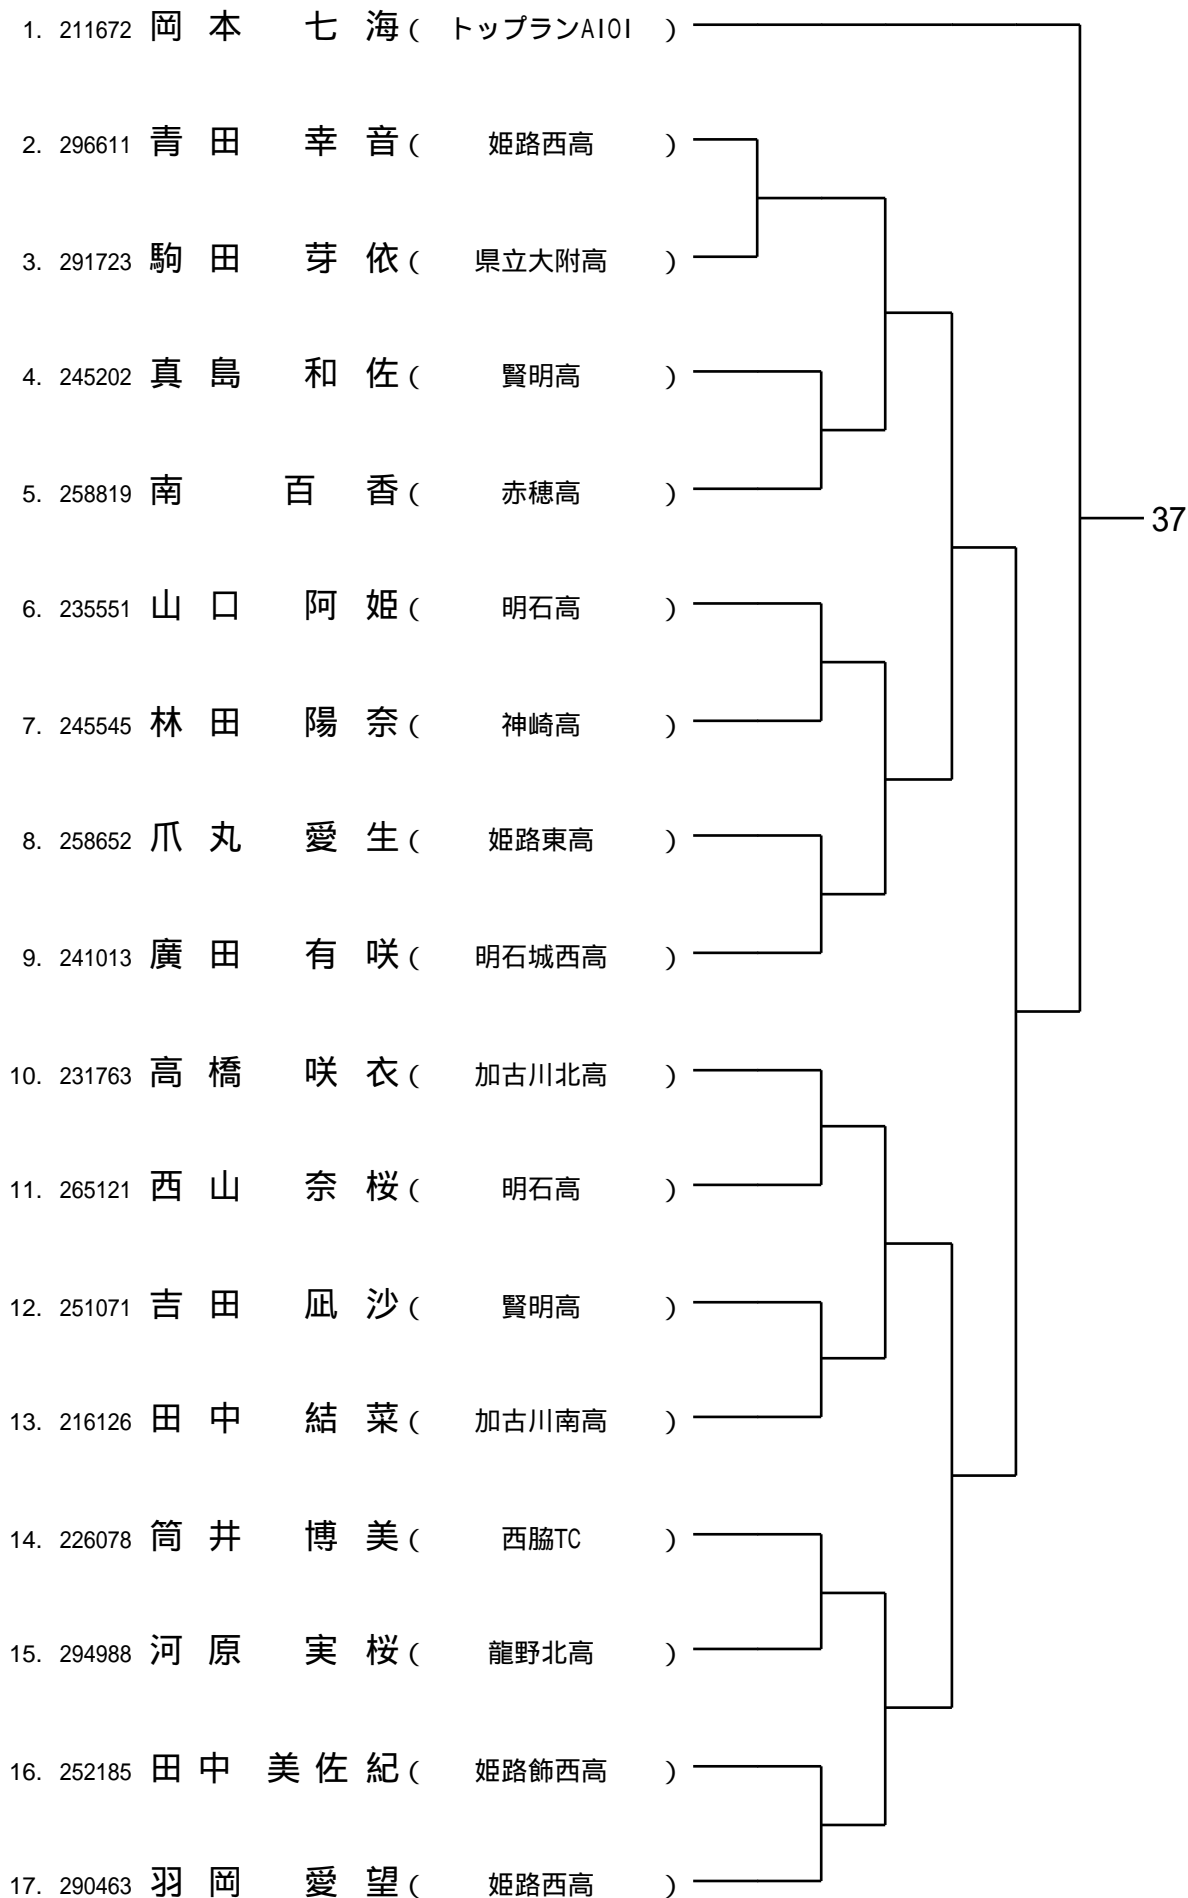 1. 211672 岡本 七海 ( トップランAIOI )
2. 296611 青田 幸音 ( 姫路西高 )
3. 291723 駒田 芽依 ( 県立大附高 )
4. 245202 真島 和佐 ( 賢明高 )
5. 258819 南 百香 ( 赤穂高 )
37
6. 235551 山口 阿姫 ( 明石高 )
7. 245545 林田 陽奈 ( 神崎高 )
8. 258652 爪丸 愛生 ( 姫路東高 )
9. 241013 廣田 有咲 ( 明石城西高 )
10. 231763 高橋 咲衣 ( 加古川北高 )
11. 265121 西山 奈桜 ( 明石高 )
12. 251071 吉田 凪沙 ( 賢明高 )
13. 216126 田中 結菜 ( 加古川南高 )
14. 226078 筒井 博美 ( 西脇TC )
15. 294988 河原 実桜 ( 龍野北高 )
16. 252185 田中 美佐紀 ( 姫路飾西高 )
17. 290463 羽岡 愛望 ( 姫路西高 )